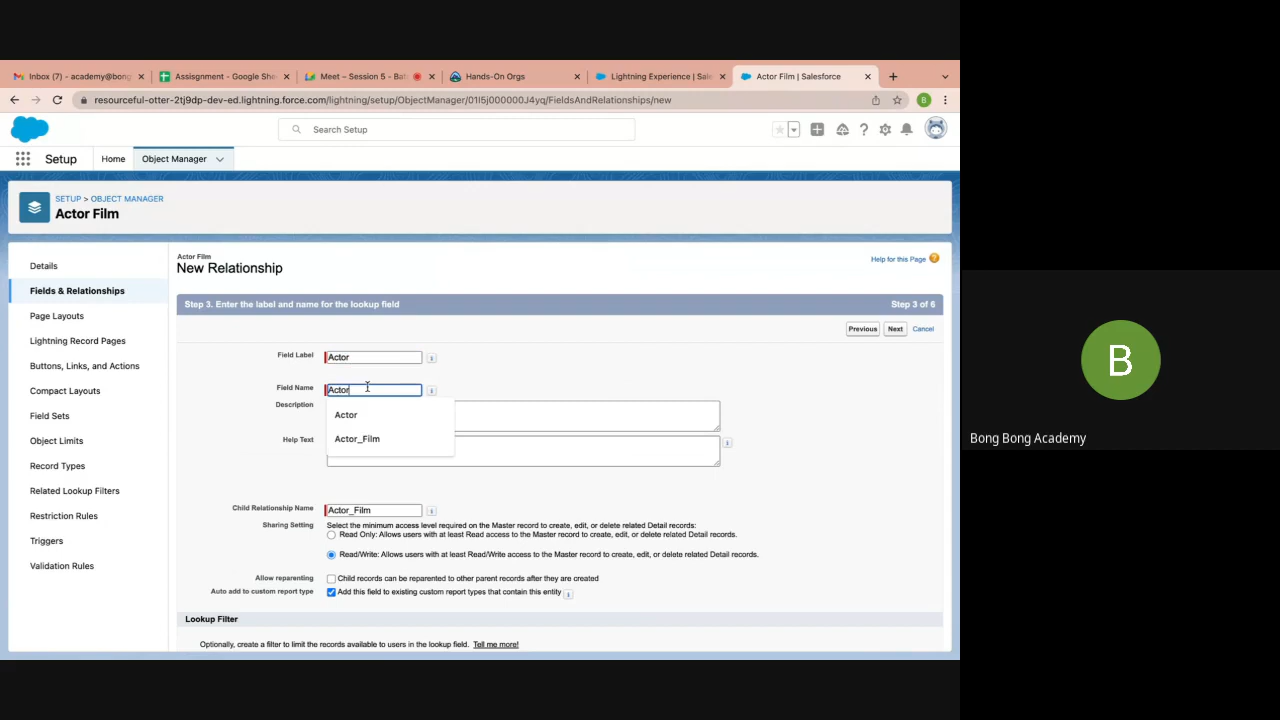 Inbox (7) - academy@bong
Assisgnment - Google She
Meet – Session 5 - Bat
Hands-On Orgs
Lightning Experience | Sale
Actor Film | Salesforce
resourceful-otter-2tj9dp-dev-ed.lightning.force.com/lightning/setup/ObjectManager/01I5j000000J4yq/FieldsAndRelationships/new
B
Search Setup
Setup
Home
Object Manager
SETUP > OBJECT MANAGER
Actor Film
Details
Fields & Relationships
Page Layouts
Lightning Record Pages
Buttons, Links, and Actions
Compact Layouts
Field Sets
Object Limits
Record Types
Related Lookup Filters
Restriction Rules
Triggers
Validation Rules
Actor Film
New Relationship
Help for this Page
Step 3. Enter the label and name for the lookup field
Step 3 of 6
Previous
Next
Cancel
Field Label
Actor
Field Name
Actor
Actor
Actor_Film
Description
Help Text
Child Relationship Name
Actor_Film
Sharing Setting
Select the minimum access level required on the Master record to create, edit, or delete related Detail records:
Read Only: Allows users with at least Read access to the Master record to create, edit, or delete related Detail records.
Read/Write: Allows users with at least Read/Write access to the Master record to create, edit, or delete related Detail records.
Allow reparenting
Child records can be reparented to other parent records after they are created
Auto add to custom report type
Add this field to existing custom report types that contain this entity
Lookup Filter
Optionally, create a filter to limit the records available to users in the lookup field. Tell me more!
B
Bong Bong Academy